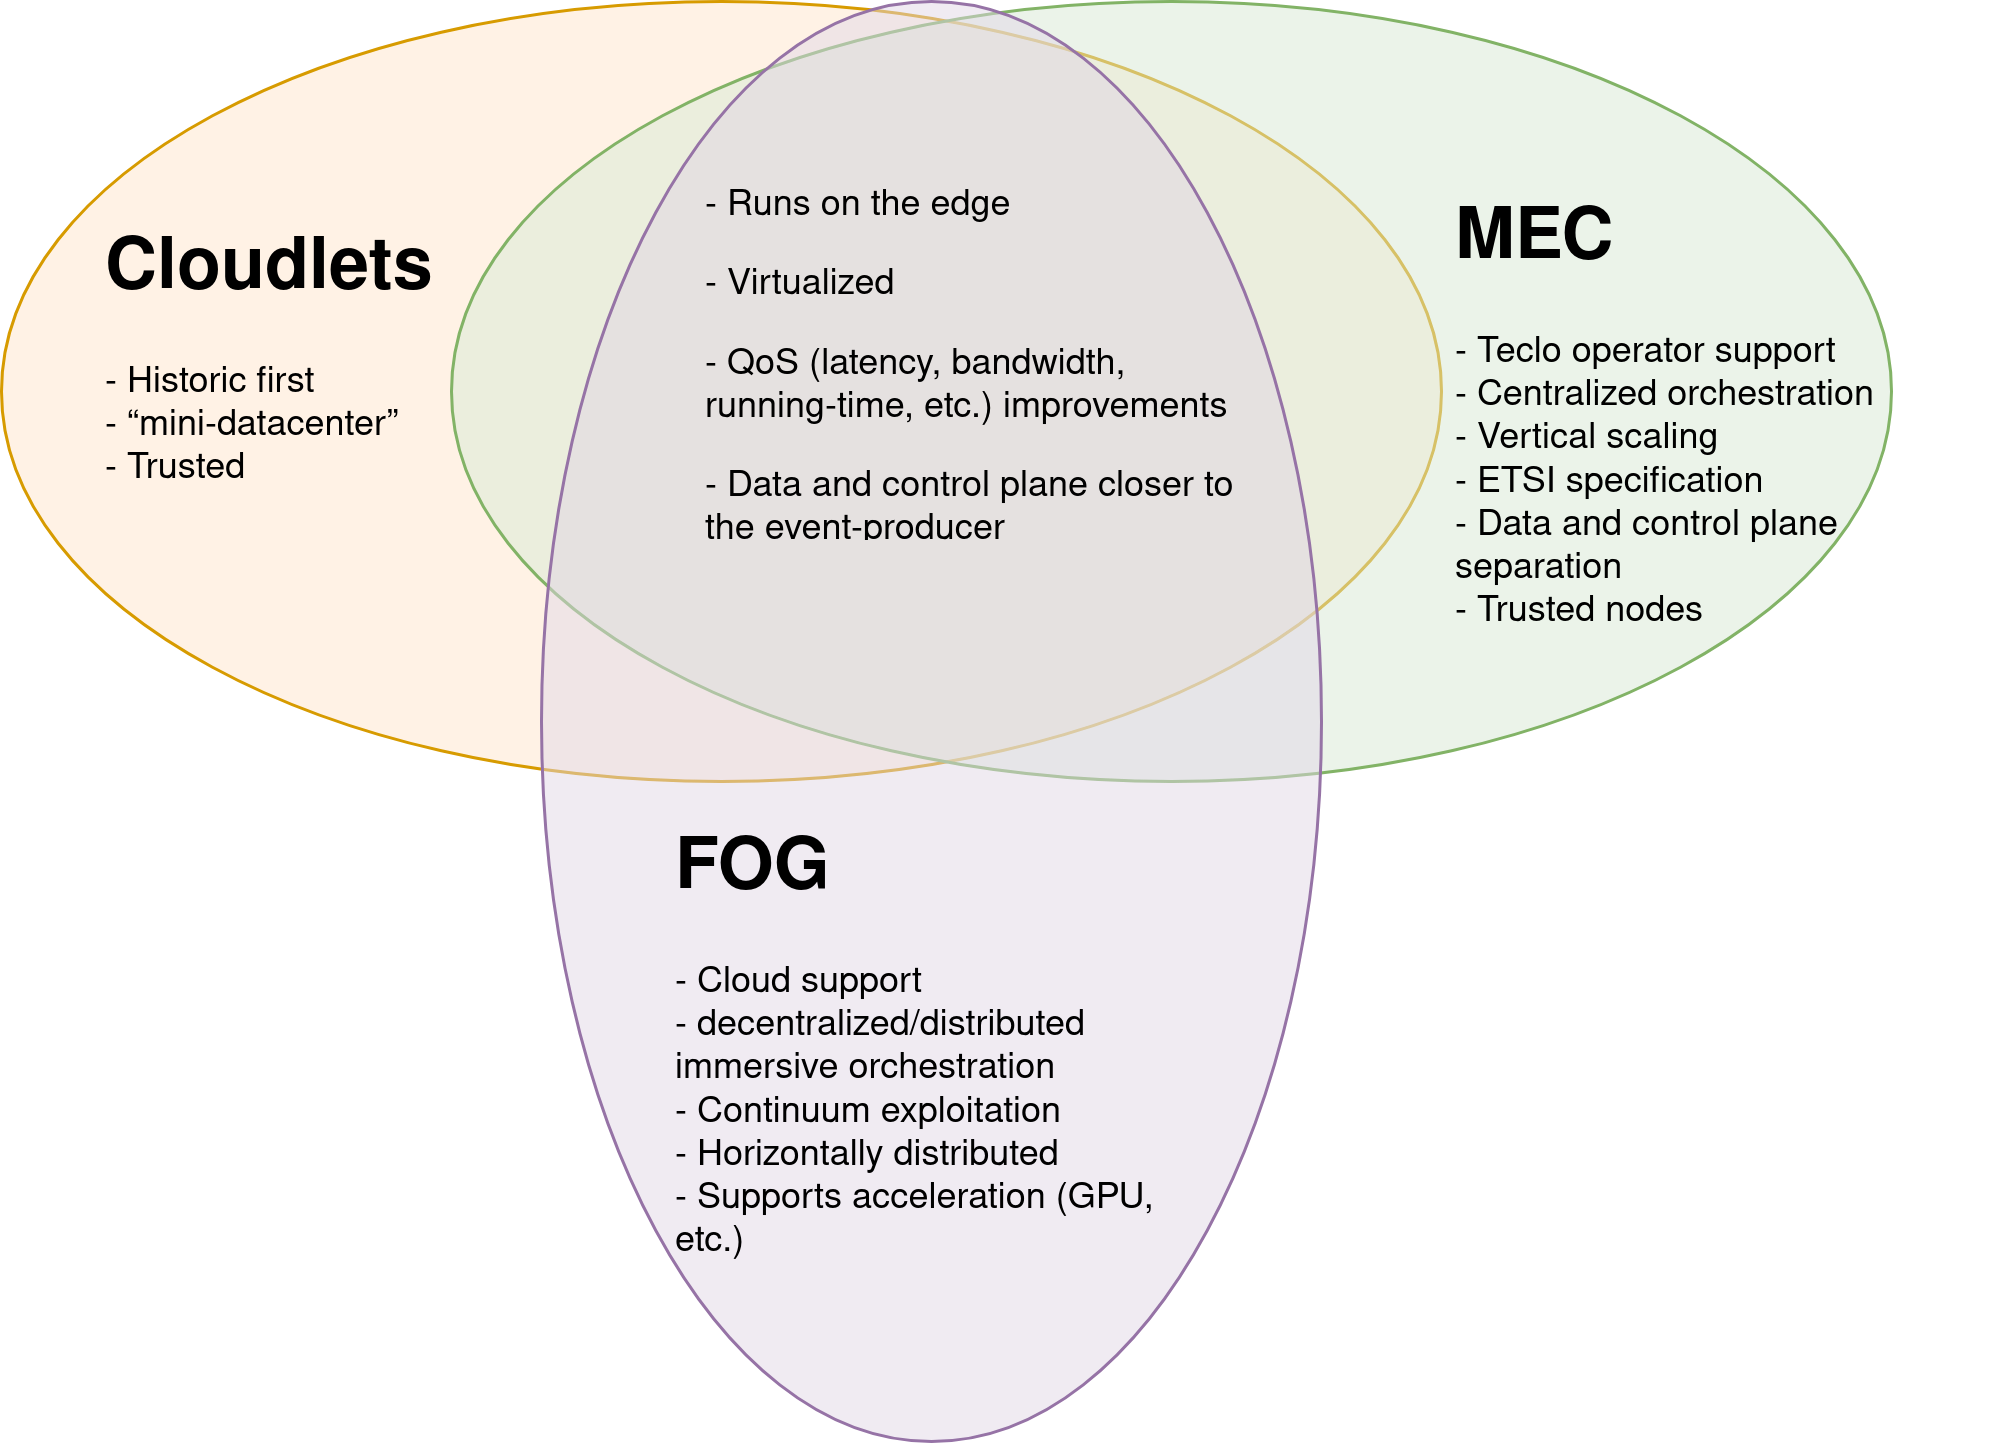 Cloudlets
- Historic first
- “mini-datacenter”
- Trusted
- Runs on the edge
- Virtualized
- QoS (latency, bandwidth,
running-time, etc.) improvements
- Data and control plane closer to
the event-producer
MEC
- Teclo operator support
- Centralized orchestration
- Vertical scaling
- ETSI specification
- Data and control plane
separation
- Trusted nodes
FOG
- Cloud support
- decentralized/distributed
immersive orchestration
- Continuum exploitation
- Horizontally distributed
- Supports acceleration (GPU,
etc.)